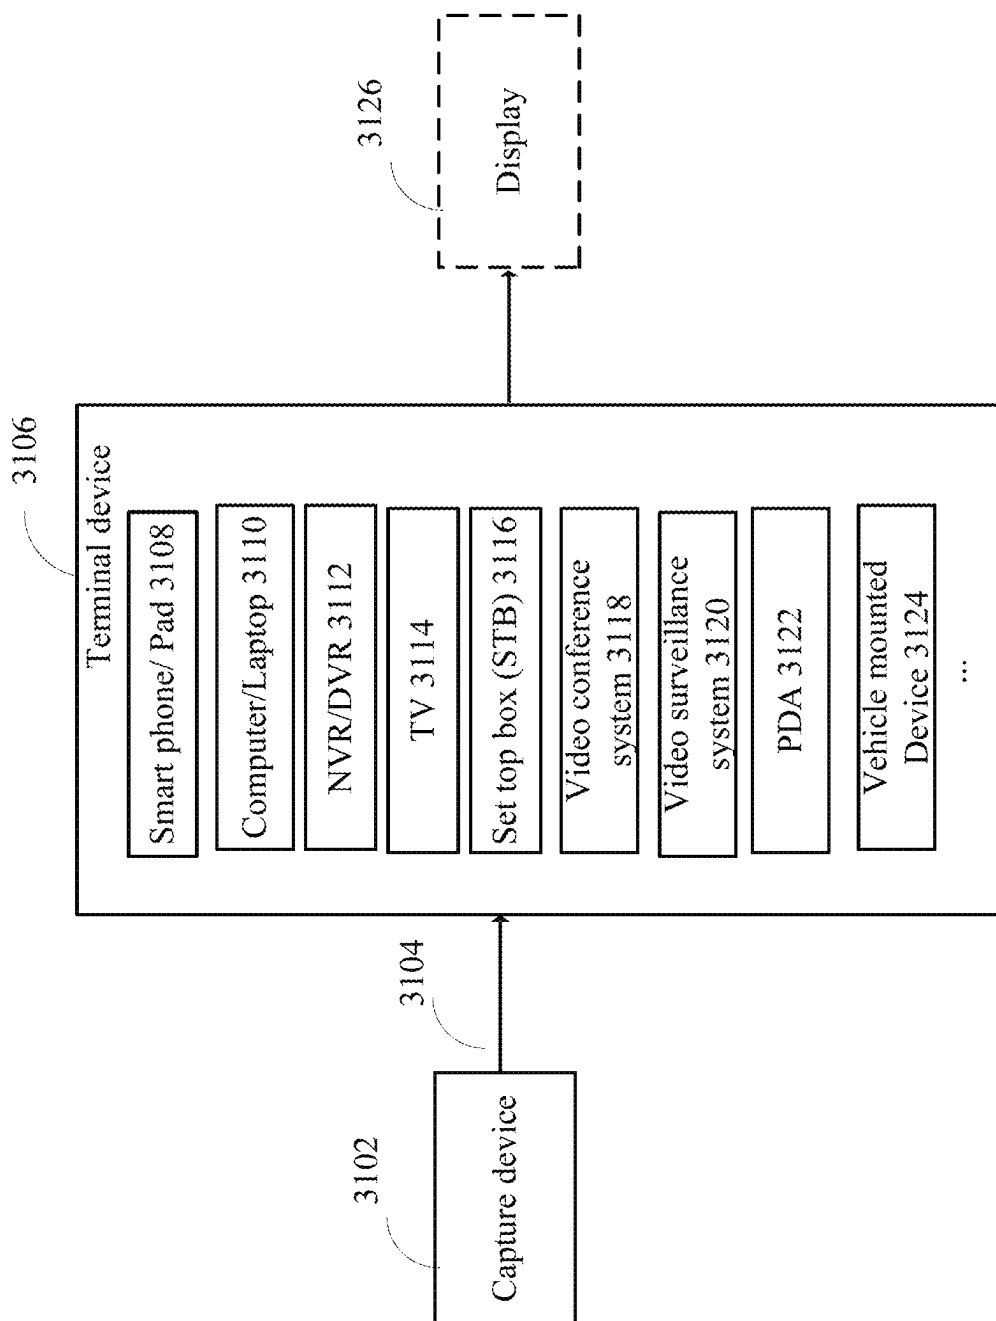 3102
Capture device
3104
3106
Terminal device
Smart phone/ Pad 3108
Computer/Laptop 3110
NVR/DVR 3112
TV 3114
Set top box (STB) 3116
Video conference
system 3118
Video surveillance
system 3120
PDA 3122
Vehicle mounted
Device 3124
...
3126
Display